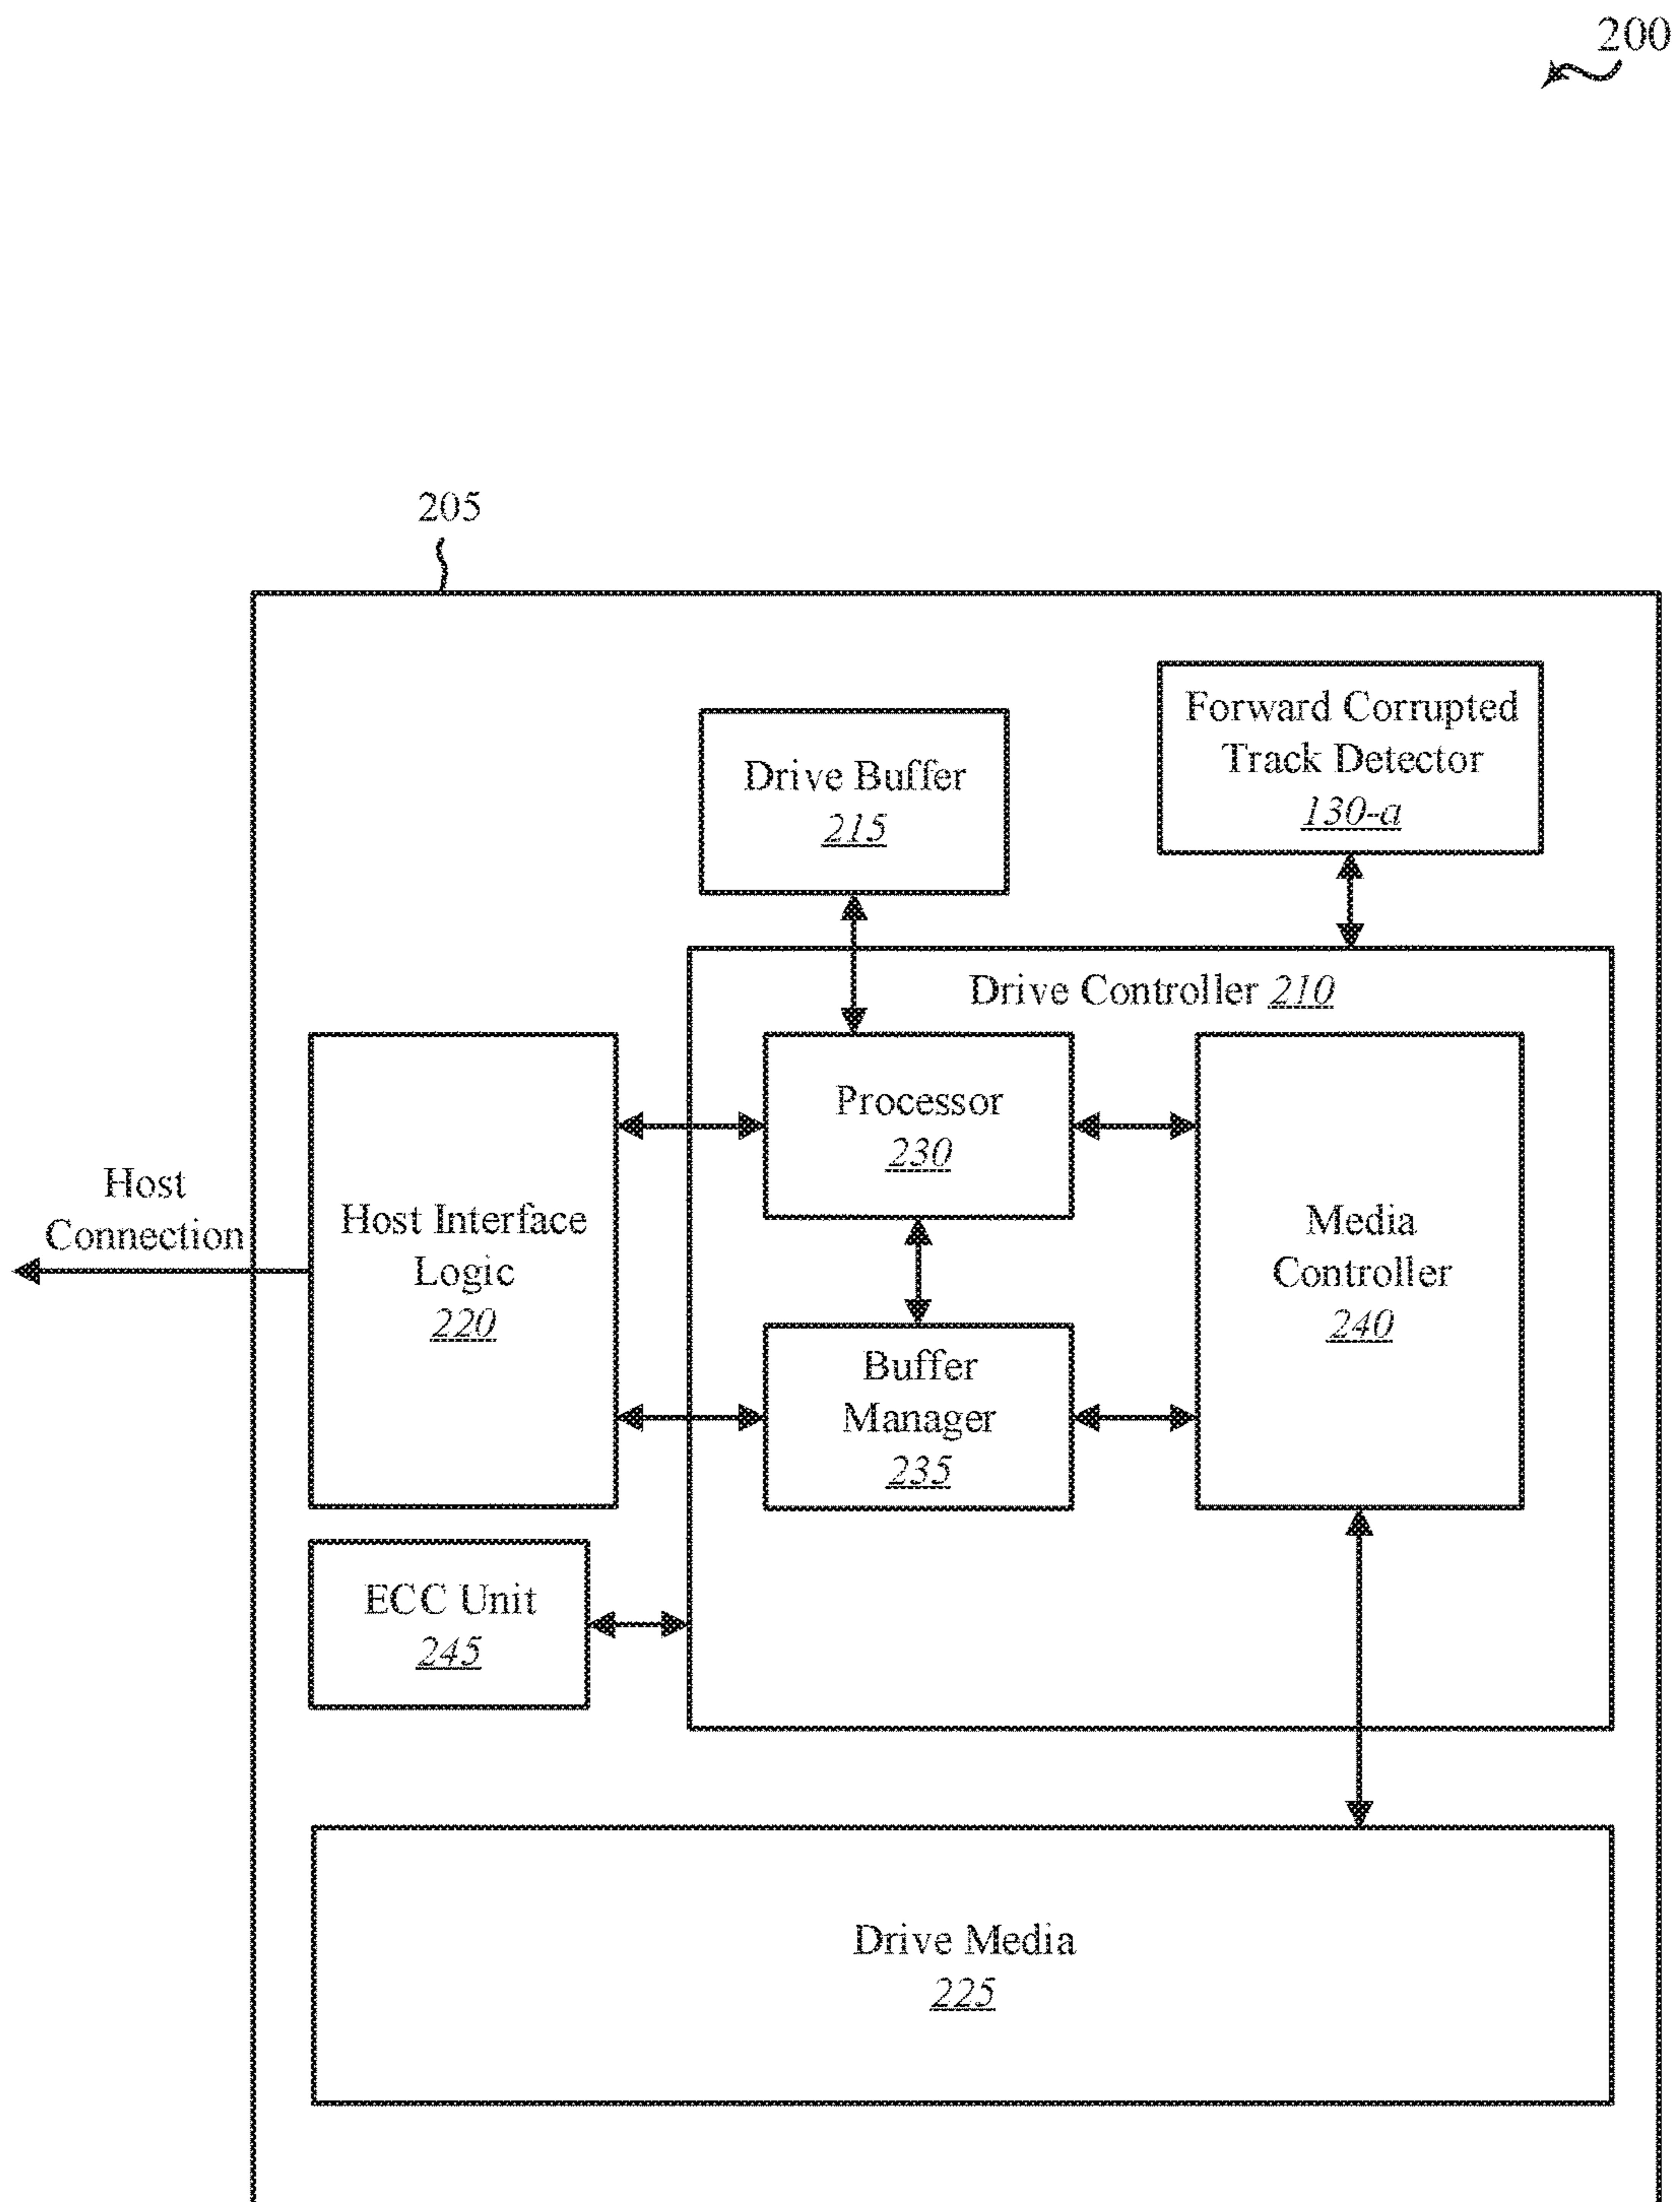 200
205
Forward Corrupted
Track Detector
130-a
Drive Buffer
215
Drive Controller 210
Processor
230
Host
Connection
Host Interface
Logic
220
Media
Controller
240
Buffer
Manager
235
ECC Unit
245
Drive Media
225